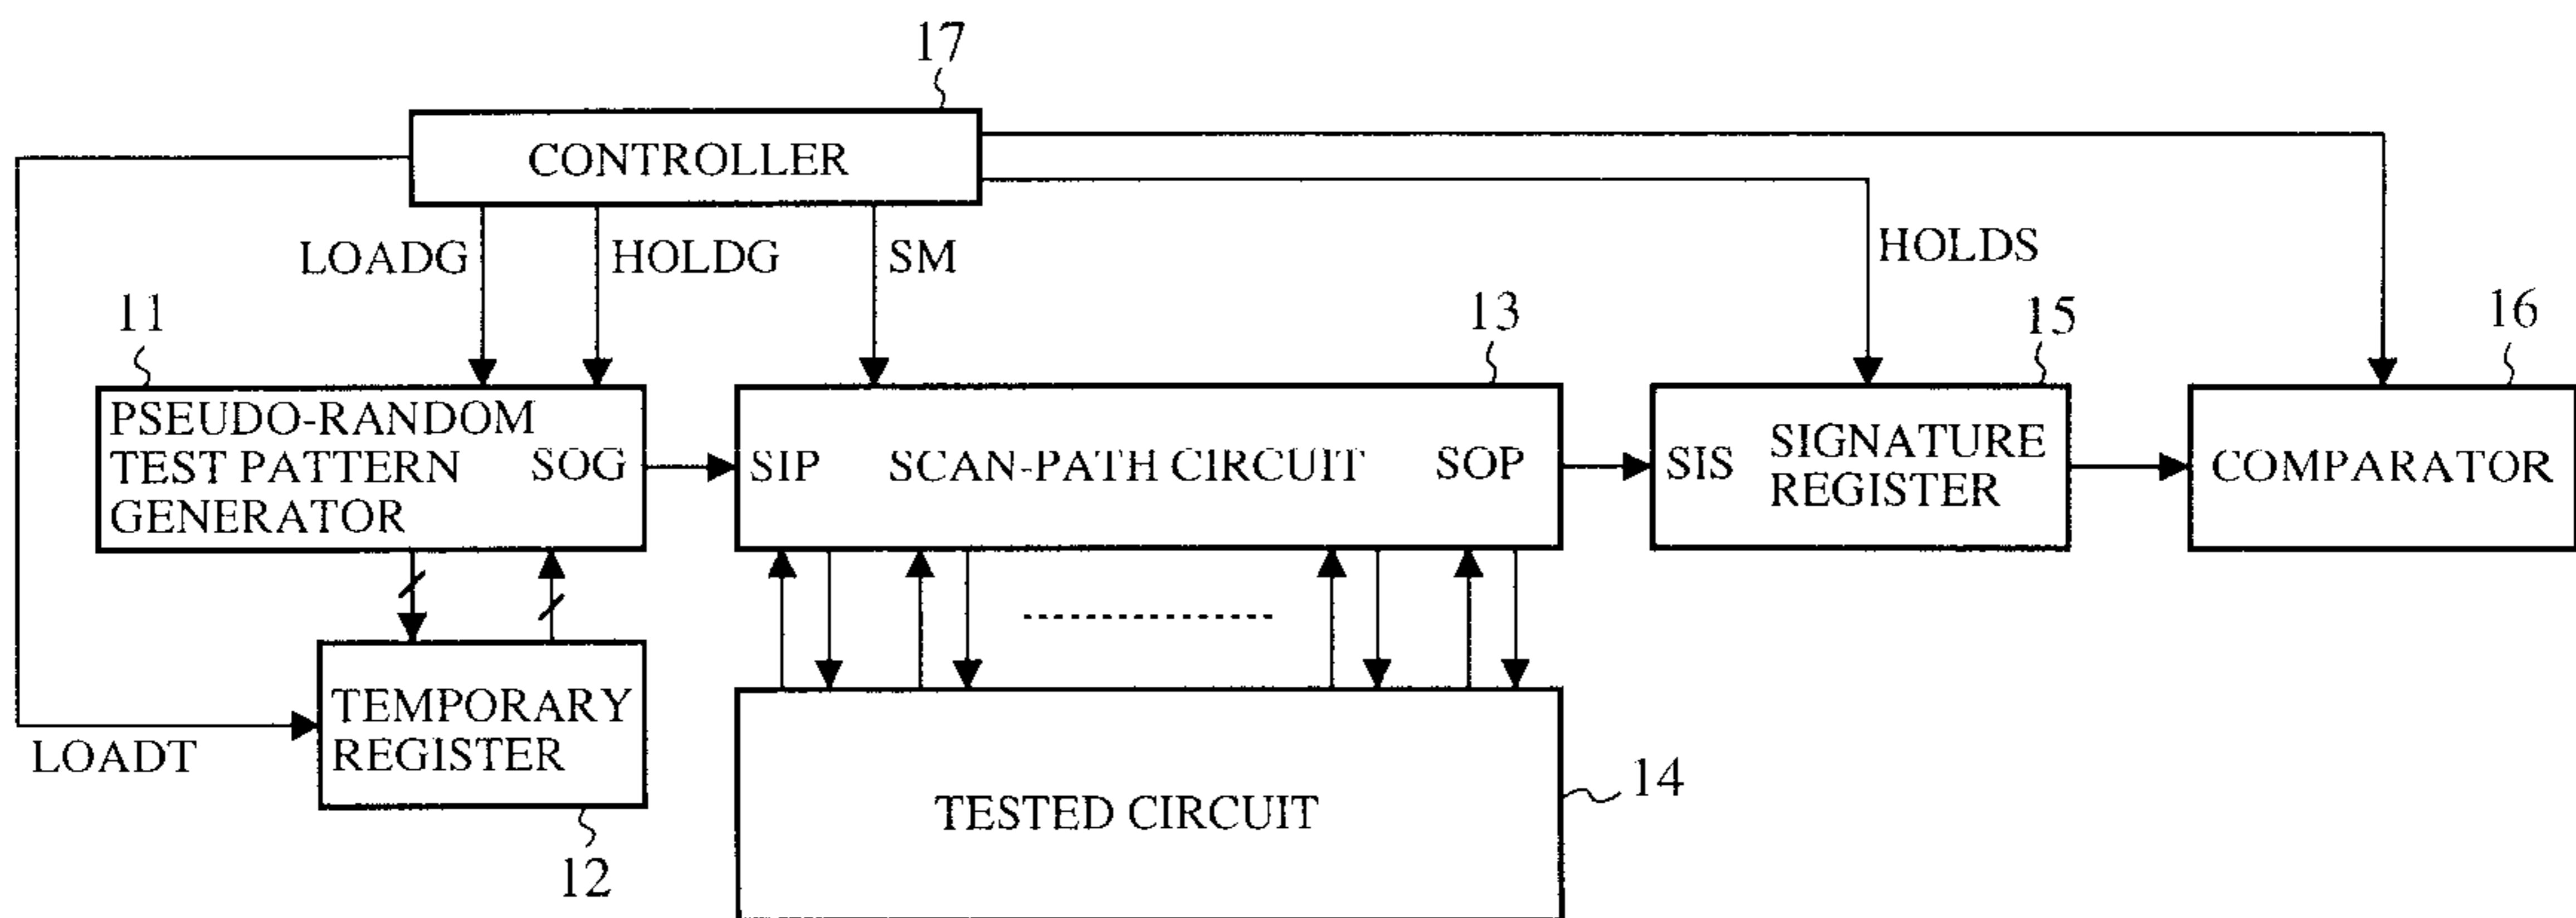 17
CONTROLLER
LOADG
HOLDG
SM
HOLDS
11
13
15
16
PSEUDO-RANDOM
TEST PATTERN
GENERATOR
SOG
SIP
SCAN-PATH CIRCUIT
SOP
SIS
SIGNATURE
REGISTER
COMPARATOR
TEMPORARY
REGISTER
LOADT
12
TESTED CIRCUIT
14